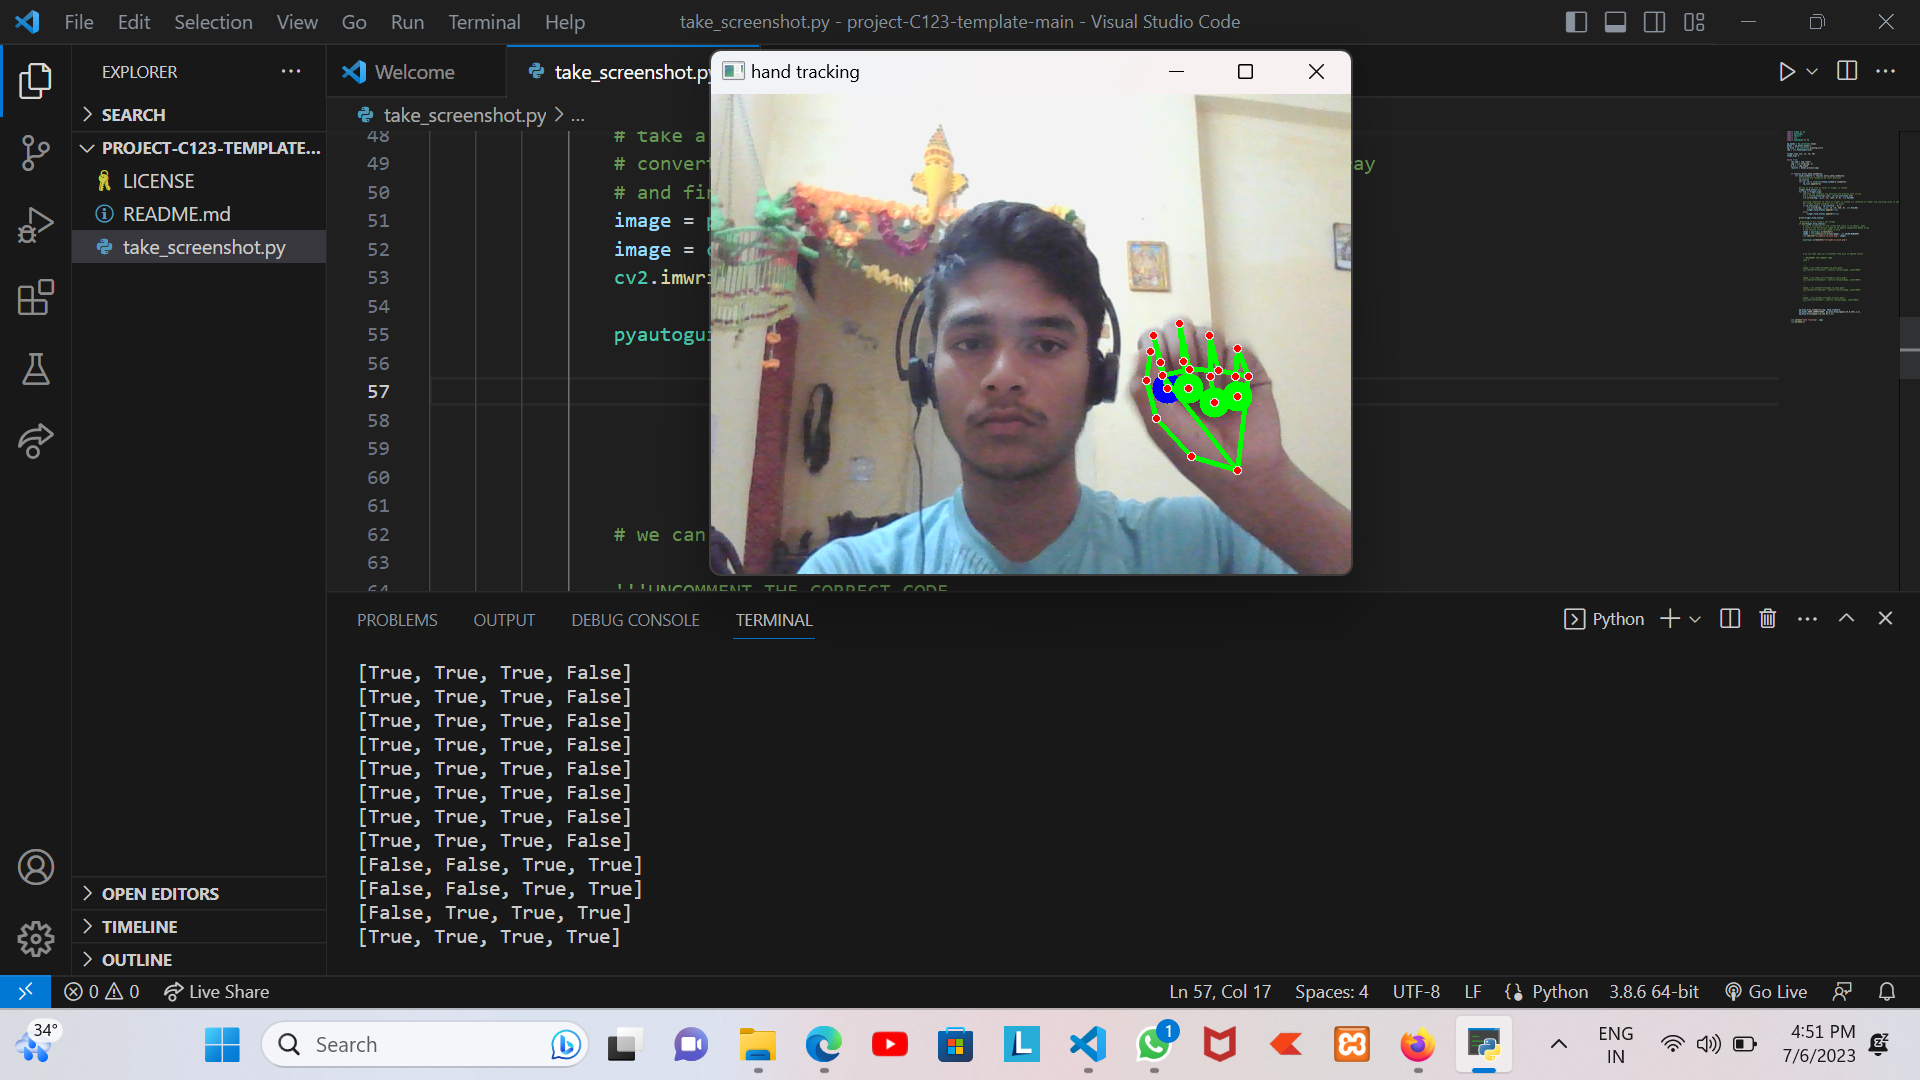 File Edit Selection View Go Run Terminal Help
take_screenshot.py - project-C123-template-main - Visual Studio Code
EXPLORER
SEARCH
PROJECT-C123-TEMPLATE...
LICENSE
README.md
take_screenshot.py
OPEN EDITORS
TIMELINE
OUTLINE
Welcome
take_screenshot.py
take_screenshot.py > ...
hand tracking
48 # take a
49 # conver ay
50 # and fi
51 image = p
52 image = c
53 cv2.imwri
54
55 pyautogui
56
57
58
59
60
61
62 # we can
63
64 '''UNCOMMENT THE CORRECT CODE
PROBLEMS OUTPUT DEBUG CONSOLE TERMINAL
Python
[True, True, True, False]
[True, True, True, False]
[True, True, True, False]
[True, True, True, False]
[True, True, True, False]
[True, True, True, False]
[True, True, True, False]
[True, True, True, False]
[False, False, True, True]
[False, False, True, True]
[False, True, True, True]
[True, True, True, True]
0 0 Live Share
Ln 57, Col 17 Spaces: 4 UTF-8 LF Python 3.8.6 64-bit Go Live
34°
Search
L
1
ENG
IN
4:51 PM
7/6/2023